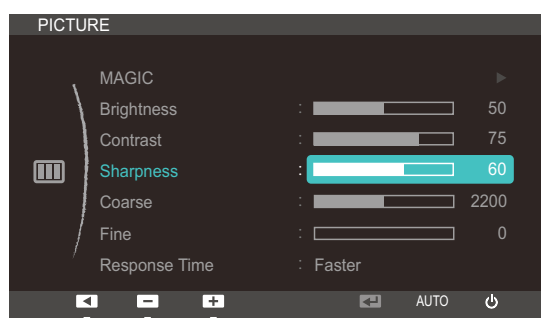 PICTURE
MAGIC
Brightness : 50
Contrast : 75
Sharpness : 60
Coarse : 2200
Fine : 0
Response Time : Faster
AUTO